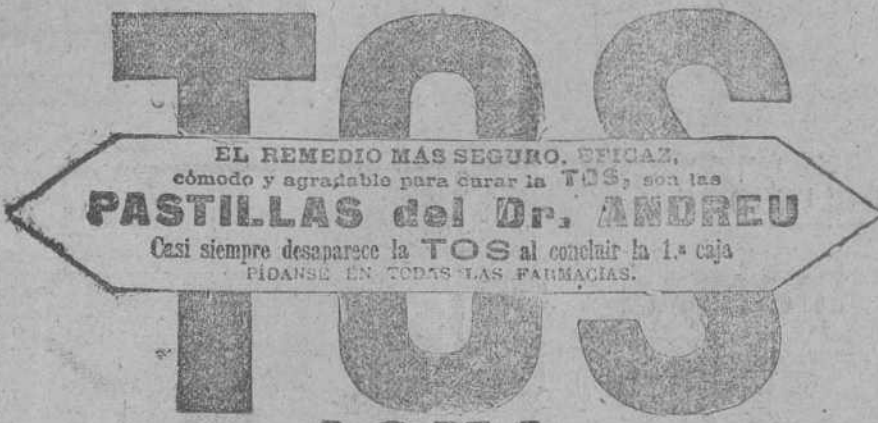 TOS
EL REMEDIO MÁS SEGURO, EFICAZ,
cómodo y agradable para curar la TOS, son las
PASTILLAS del Dr. ANDREU
Casi siempre desaparece la TOS al concluir la 1.ª caja
PÍDANSE EN TODAS LAS FARMACIAS.